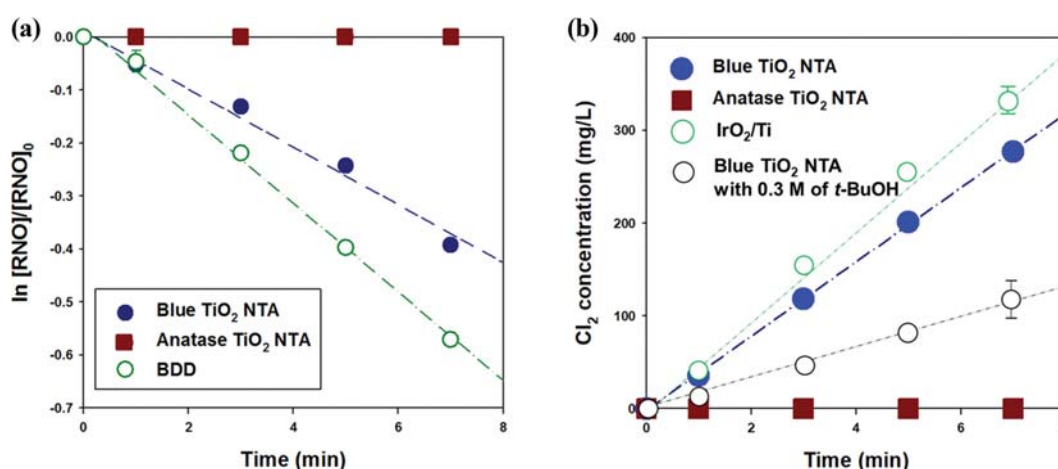 (a)
0.0
-0.1
-0.2
-0.3
-0.4
-0.5
-0.6
-0.7
ln [RNO]/[RNO]₀
Blue TiO₂ NTA
Anatase TiO₂ NTA
BDD
0 2 4 6 8
Time (min)
(b)
400
300
200
100
0
Cl₂ concentration (mg/L)
Blue TiO₂ NTA
Anatase TiO₂ NTA
IrO₂/Ti
Blue TiO₂ NTA
with 0.3 M of t-BuOH
0 2 4 6
Time (min)